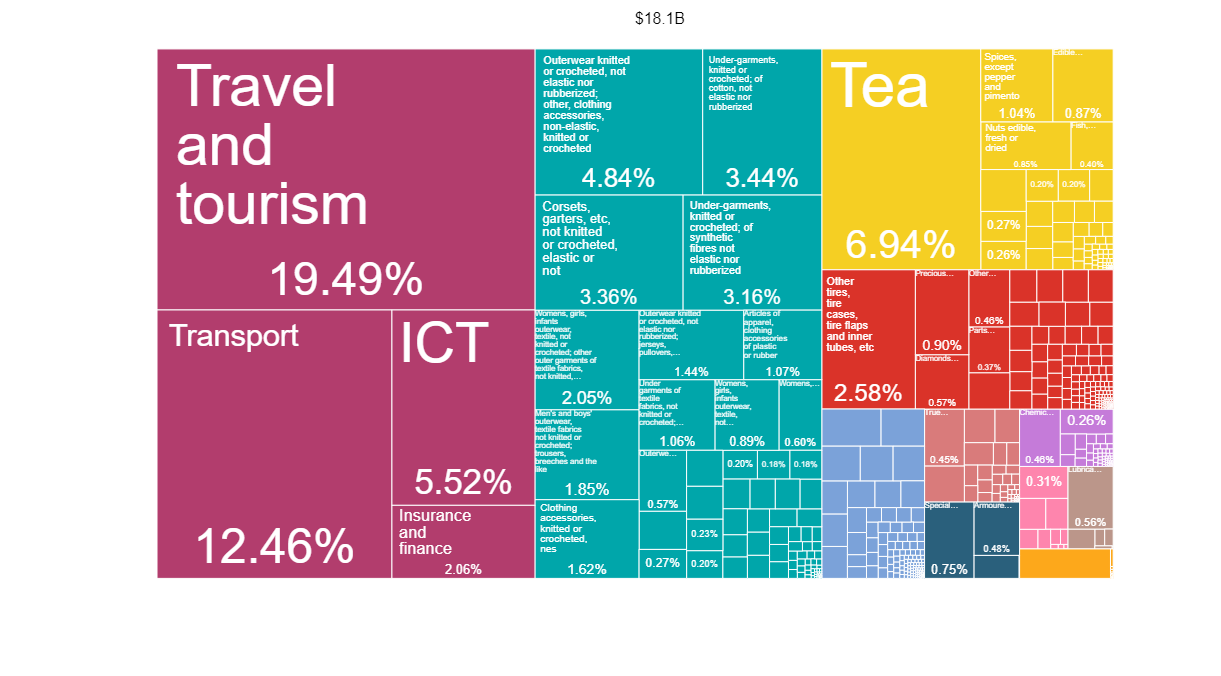 $18.1B
Travel
and
tourism
19.49%
Transport
12.46%
ICT
5.52%
Insurance
and
finance
2.06%
Outerwear knitted
or crocheted, not
elastic nor
rubberized;
other, clothing
accessories,
non-elastic,
knitted or
crocheted
4.84%
Under-garments,
knitted or
crocheted; of
cotton, not
elastic nor
rubberized
3.44%
Corsets,
garters, etc,
not knitted
or crocheted,
elastic or
not
3.36%
Under-garments,
knitted or
crocheted; of
synthetic
fibres not
elastic nor
rubberized
3.16%
Womens, girls,
infants
outerwear,
textile, not
knitted or
crocheted; other
outer garments of
textile fabrics,
not knitted,...
2.05%
Men's and boys'
outerwear,
textile fabrics
not knitted or
crocheted;
trousers,
breeches and the
like
1.85%
Clothing
accessories,
knitted or
crocheted,
nes
1.62%
Outerwear knitted
or crocheted, not
elastic nor
rubberized;
jerseys,
pullovers,...
1.44%
Articles of
apparel,
clothing
accessories
of plastic
or rubber
1.07%
Under
garments of
textile
fabrics, not
knitted or
crocheted;...
1.06%
Womens,
girls,
infants
outerwear,
textile,
not...
0.89%
Womens,...
0.60%
Outerwe...
0.57%
0.27%
0.23%
0.20%
0.20%
0.18%
0.18%
Tea
6.94%
Spices,
except
pepper
and
pimento
1.04%
Edible...
0.87%
Nuts edible,
fresh or
dried
0.85%
Fish,...
0.40%
0.27%
0.26%
0.20%
0.20%
Other
tires,
tire
cases,
tire flaps
and inner
tubes, etc
2.58%
Precious...
0.90%
Diamonds...
0.57%
Other...
0.46%
Parts...
0.37%
True...
0.45%
Special...
0.75%
Armoure...
0.48%
Chemic...
0.46%
0.26%
0.31%
Lubrica...
0.56%